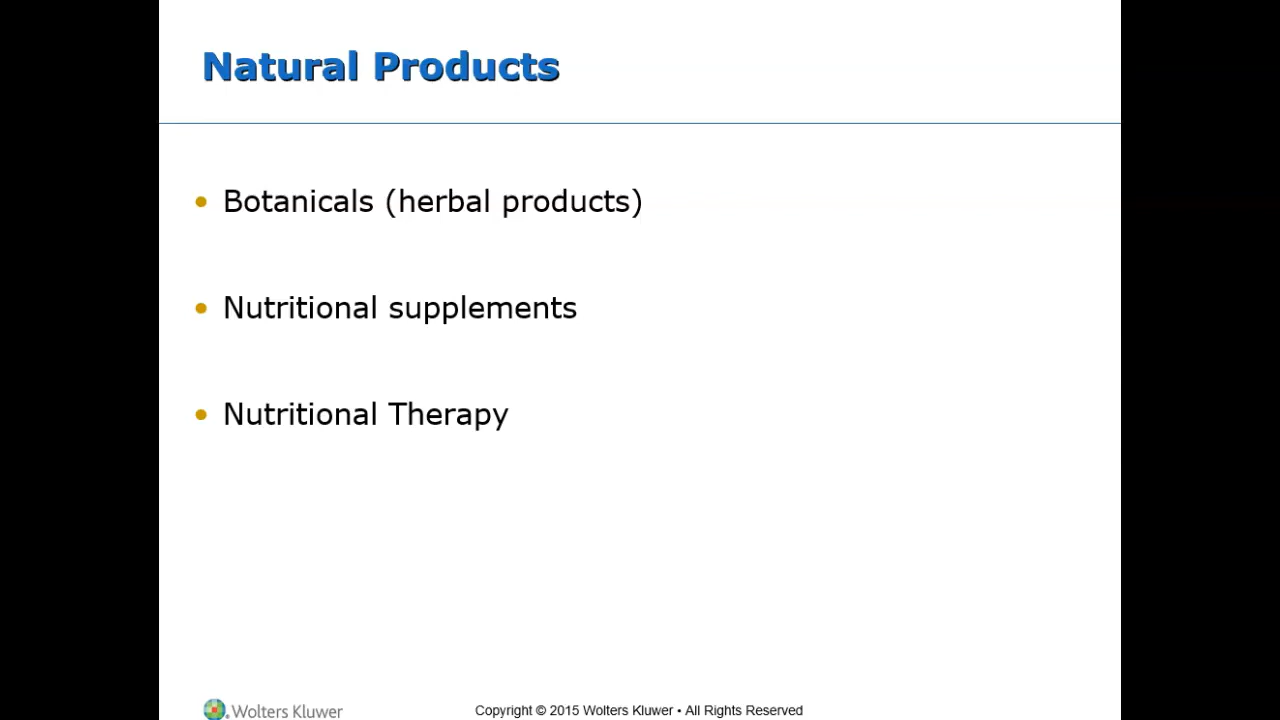 Natural Products
• Botanicals (herbal products)
• Nutritional supplements
• Nutritional Therapy
Wolters Kluwer
Copyright © 2015 Wolters Kluwer • All Rights Reserved